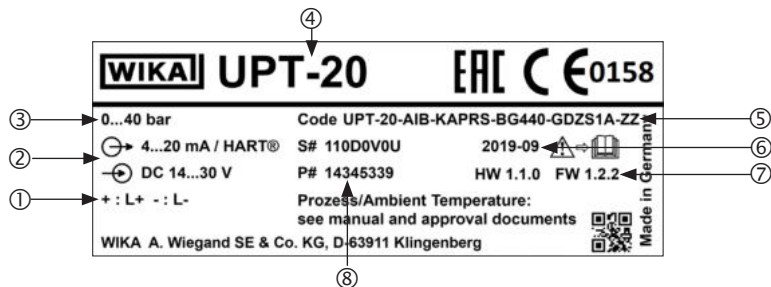 ④
WIKA UPT-20 EAC CE 0158
③ 0...40 bar Code UPT-20-AIB-KAPRS-BG440-GDZS1A-ZZ ⑤
② 4...20 mA / HART® S# 110D0V0U 2019-09 ⑥
DC 14...30 V P# 14345339 HW 1.1.0 FW 1.2.2 ⑦
① + : L+ - : L- Prozess/Ambient Temperature:
see manual and approval documents
WIKA A. Wiegand SE & Co. KG, D-63911 Klingenberg
Made in Germany
⑧